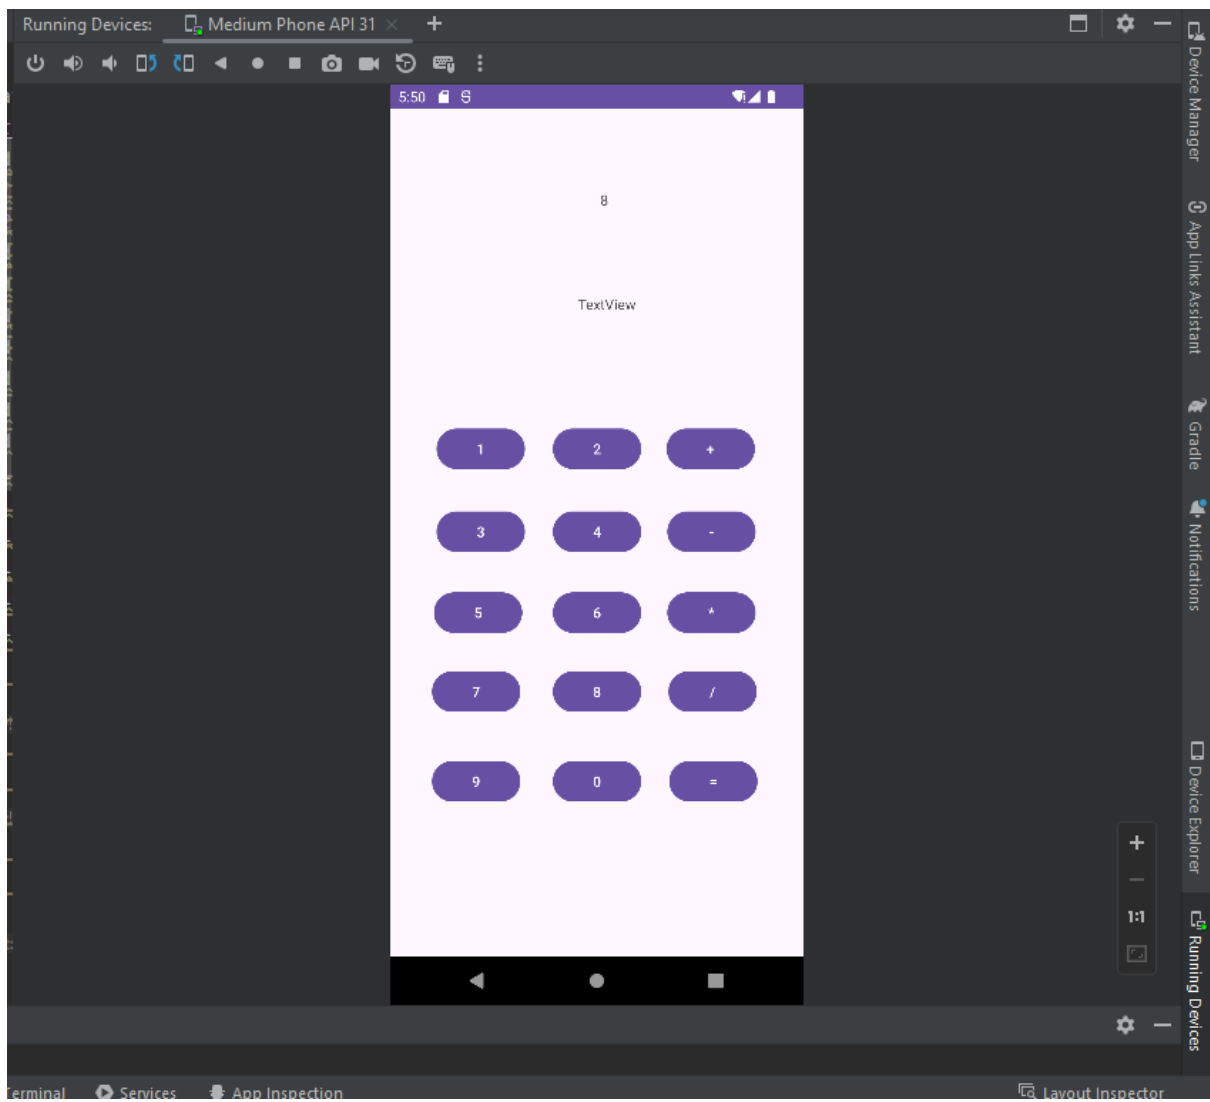 Running Devices: Medium Phone API 31
5:50
8
TextView
1 2 +
3 4 -
5 6 *
7 8 /
9 0 =
1:1
Device Manager
App Links Assistant
Gradle
Notifications
Device Explorer
Running Devices
erminal Services App Inspection Layout Inspector